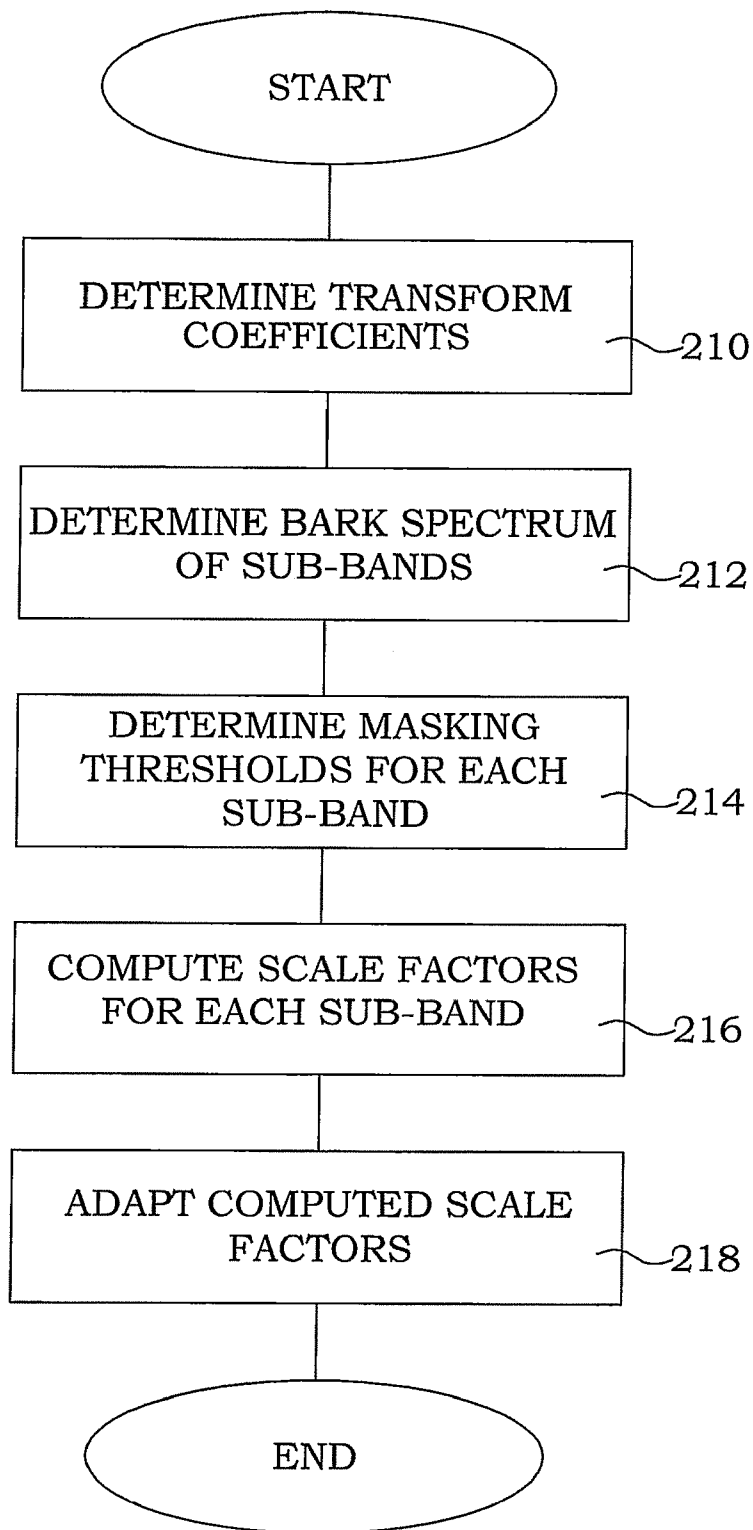 START
DETERMINE TRANSFORM
COEFFICIENTS
210
DETERMINE BARK SPECTRUM
OF SUB-BANDS
212
DETERMINE MASKING
THRESHOLDS FOR EACH
SUB-BAND
214
COMPUTE SCALE FACTORS
FOR EACH SUB-BAND
216
ADAPT COMPUTED SCALE
FACTORS
218
END